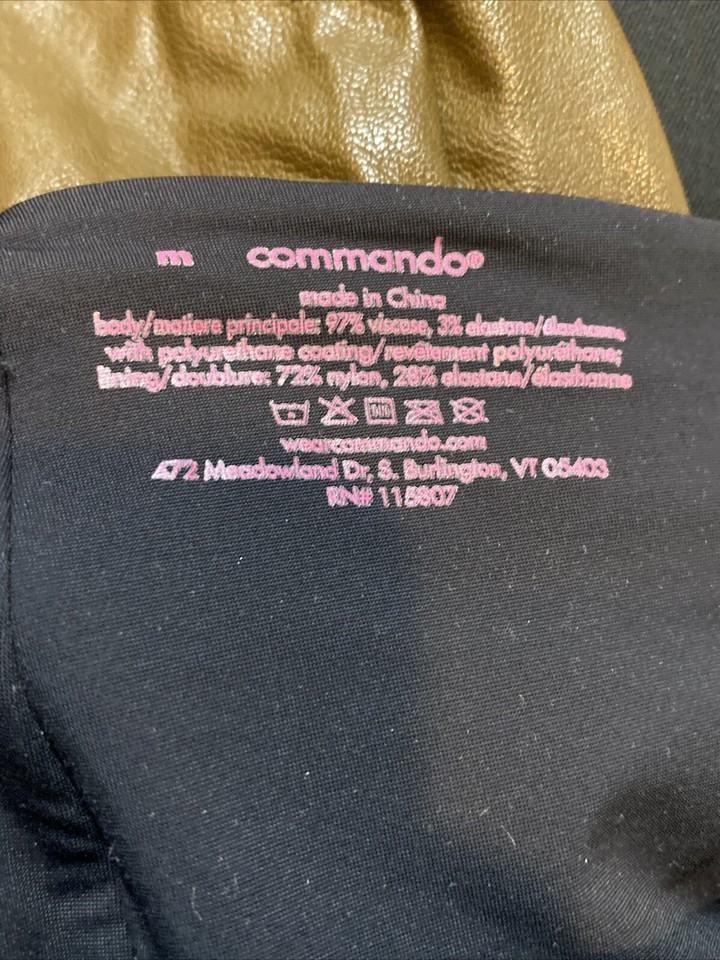 m commando®
made in China
body/matiere principale: 97% viscose, 3% elastane/élasthanne
with polyurethane coating/revêtement polyuréthane;
lining/doublure: 72% nylon, 28% elastane/élasthanne
wearcommando.com
472 Meadowland Dr, S. Burlington, VT 05403
RN# 115807